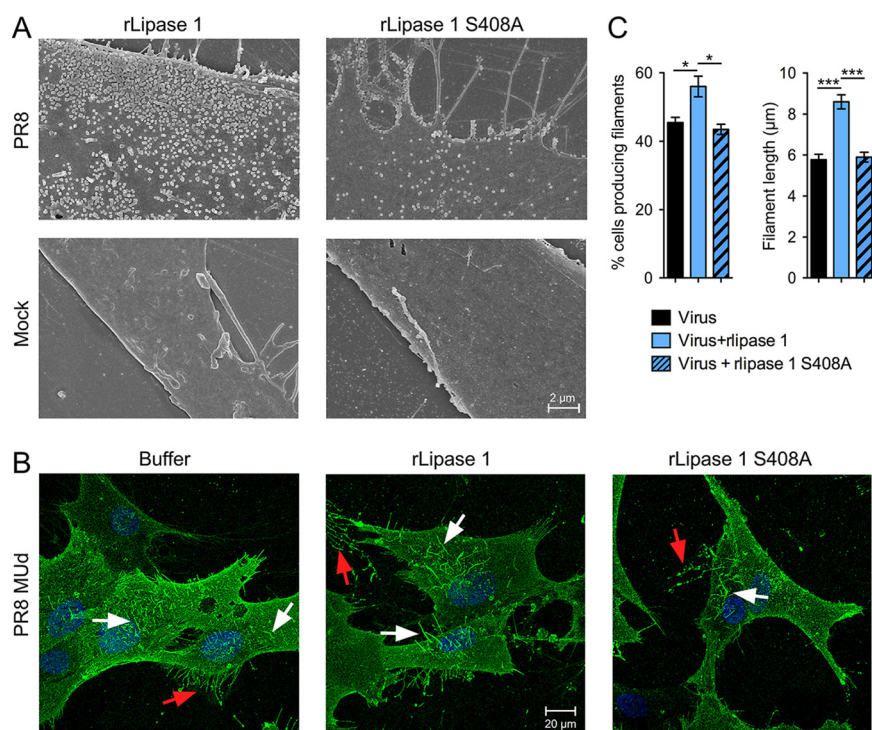 A
rLipase 1
rLipase 1 S408A
PR8
Mock
2 µm
C
% cells producing filaments
60
40
20
0
* *
Filament length (µm)
10
8
6
4
2
0
*** ***
Virus
Virus+rlipase 1
Virus + rlipase 1 S408A
B
Buffer
rLipase 1
rLipase 1 S408A
PR8 MUd
20 µm